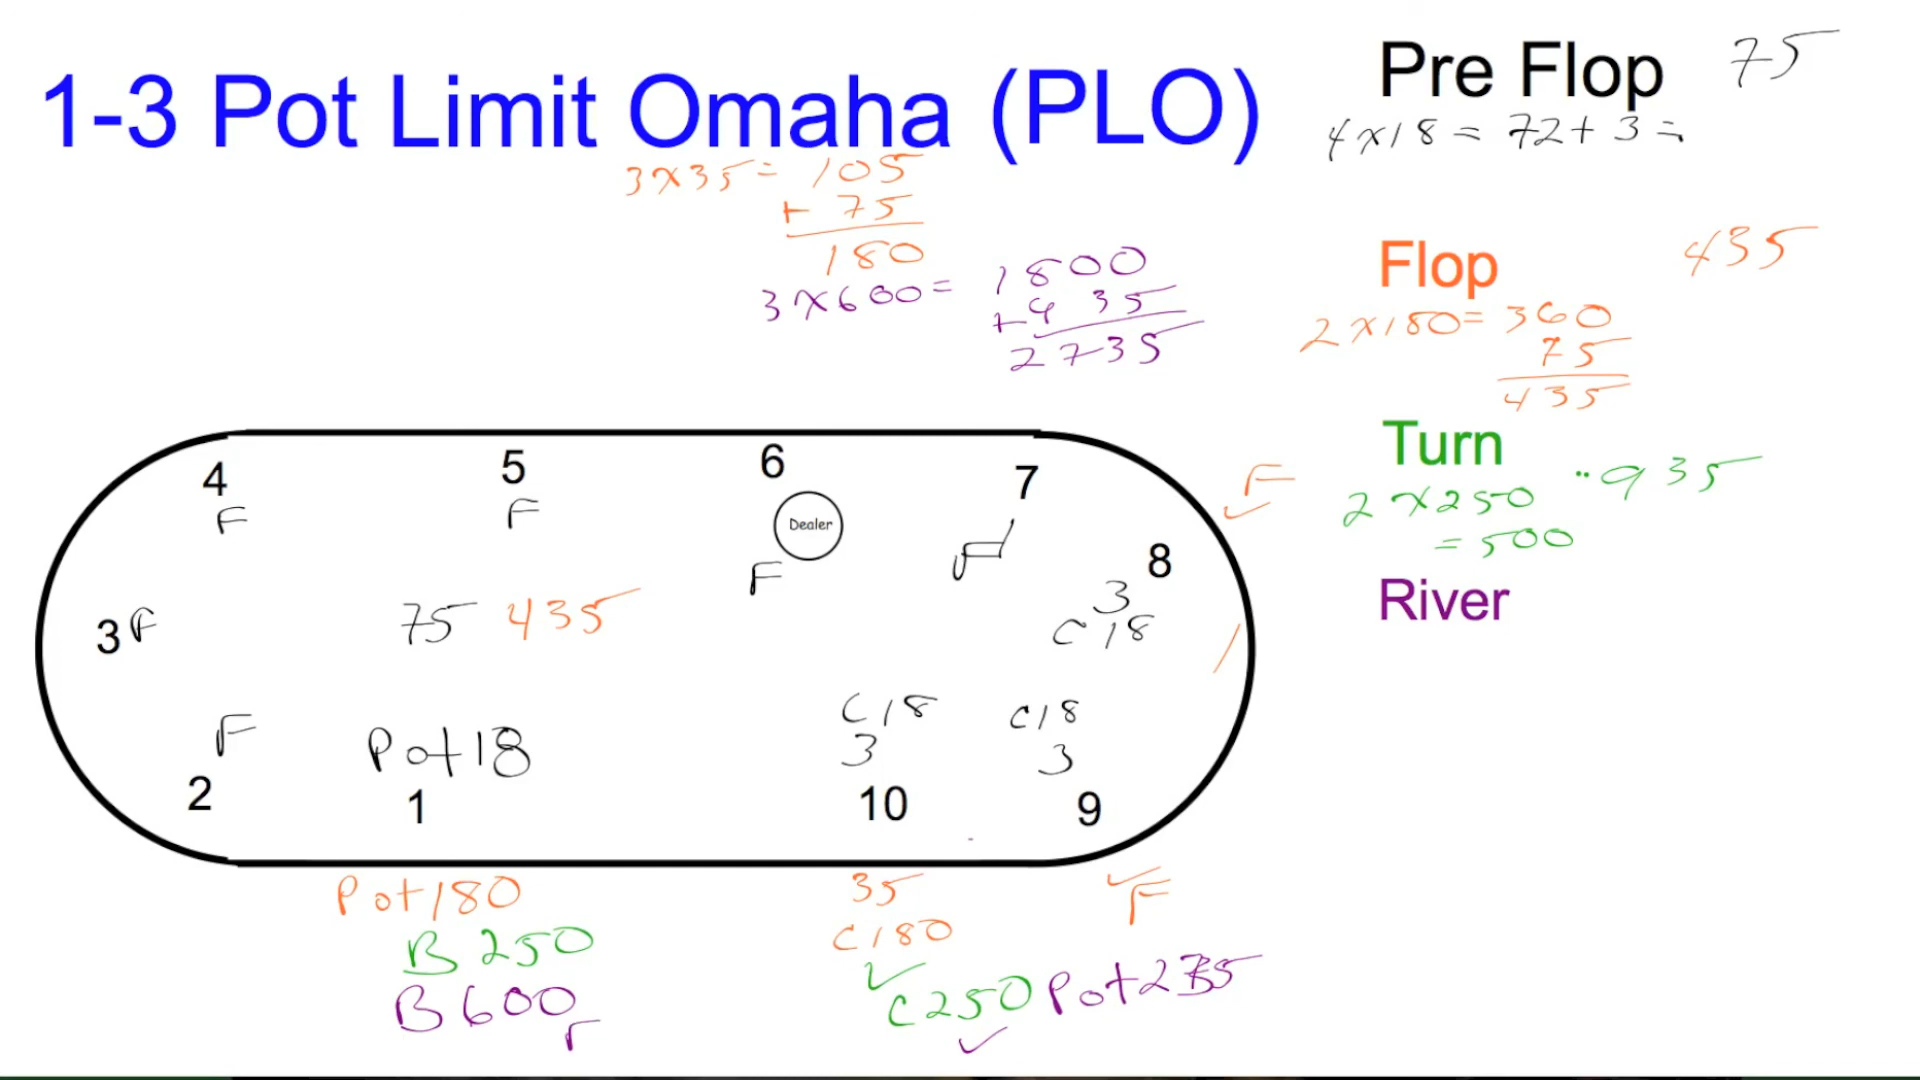 1-3 Pot Limit Omaha (PLO)
Pre Flop 75
4x18 = 72+3 =
3x35 = 105
+ 75
180
3x600 = 1800
+935
2735
Flop 435
2x180= 360
75
435
Turn 935
2x250
= 500
River
4 F
5 F
6 Dealer F
7 F
F
8
3
C18
3 F
75 435
F
2
Pot 18
1
C18
3
10
C18
3
9
Pot 180
B 250
B 600
F
35
C180
C250
Pot 2735
F